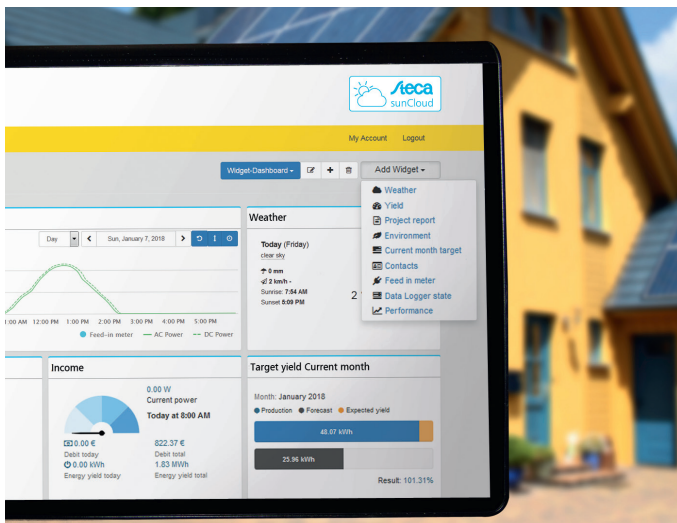 Steca
sunCloud
My Account Logout
Widget-Dashboard Add Widget
Weather
Yield
Project report
Environment
Current month target
Contacts
Feed in meter
Data Logger state
Performance
Day Sun, January 7, 2018
12:00 PM 1:00 PM 2:00 PM 3:00 PM 4:00 PM 5:00 PM
Feed-in meter AC Power DC Power
Weather
Today (Friday)
clear sky
0 mm
2 km/h -
Sunrise: 7:54 AM
Sunset 5:09 PM
2
Income
0.00 W
Current power
Today at 8:00 AM
0.00 €
Debit today
0.00 kWh
Energy yield today
822.37 €
Debit total
1.83 MWh
Energy yield total
Target yield Current month
Month: January 2018
Production Forecast Expected yield
48.07 kWh
23.96 kWh
Result: 101.31%